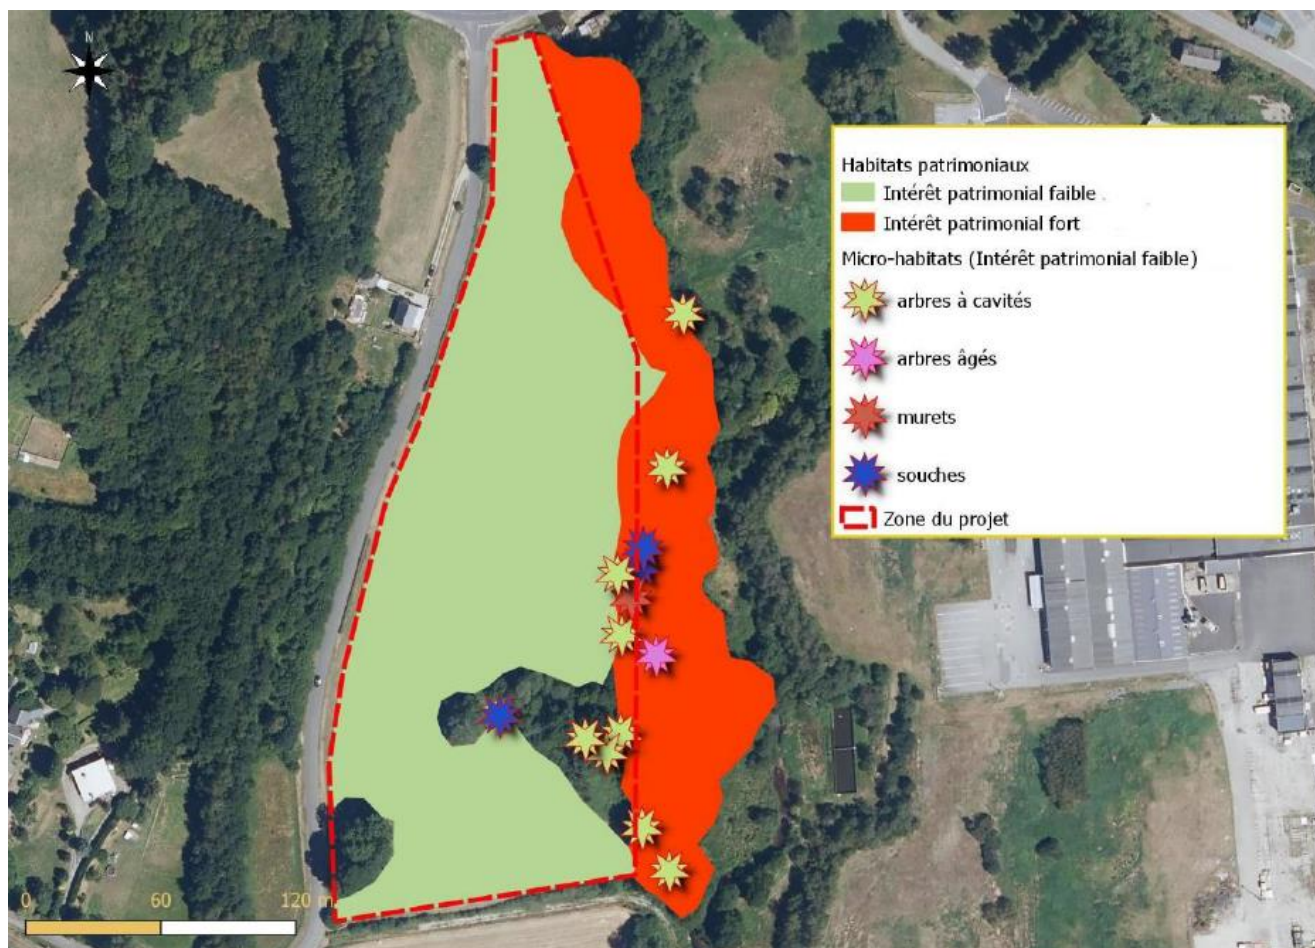 N
Habitats patrimoniaux
Intérêt patrimonial faible
Intérêt patrimonial fort
Micro-habitats (Intérêt patrimonial faible)
arbres à cavités
arbres âgés
murets
souches
Zone du projet
0 60 120 m